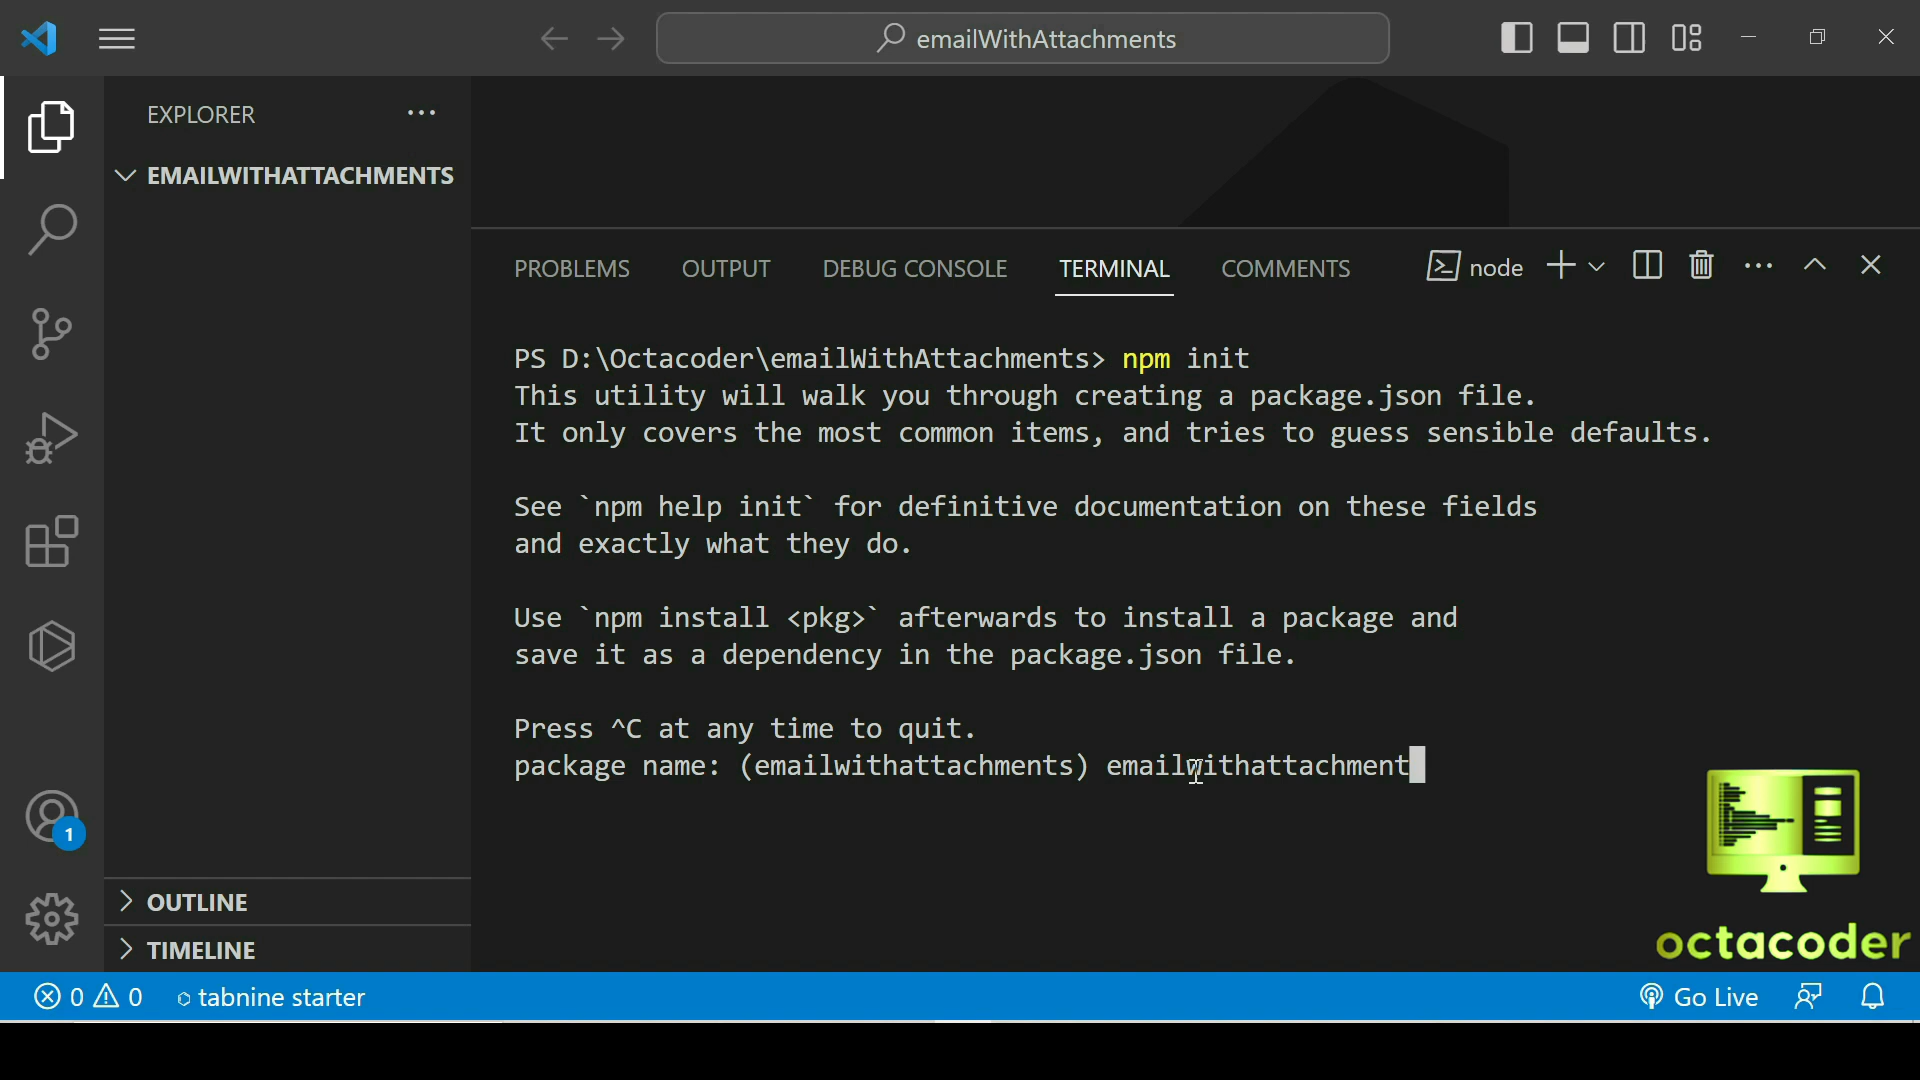 emailWithAttachments
EXPLORER
EMAILWITHATTACHMENTS
PROBLEMS OUTPUT DEBUG CONSOLE TERMINAL COMMENTS node
PS D:\Octacoder\emailWithAttachments> npm init
This utility will walk you through creating a package.json file.
It only covers the most common items, and tries to guess sensible defaults.
See `npm help init` for definitive documentation on these fields
and exactly what they do.
Use `npm install <pkg>` afterwards to install a package and
save it as a dependency in the package.json file.
Press ^C at any time to quit.
package name: (emailwithattachments) emailwithattachment
1
OUTLINE
TIMELINE
octacoder
0 0 tabnine starter Go Live